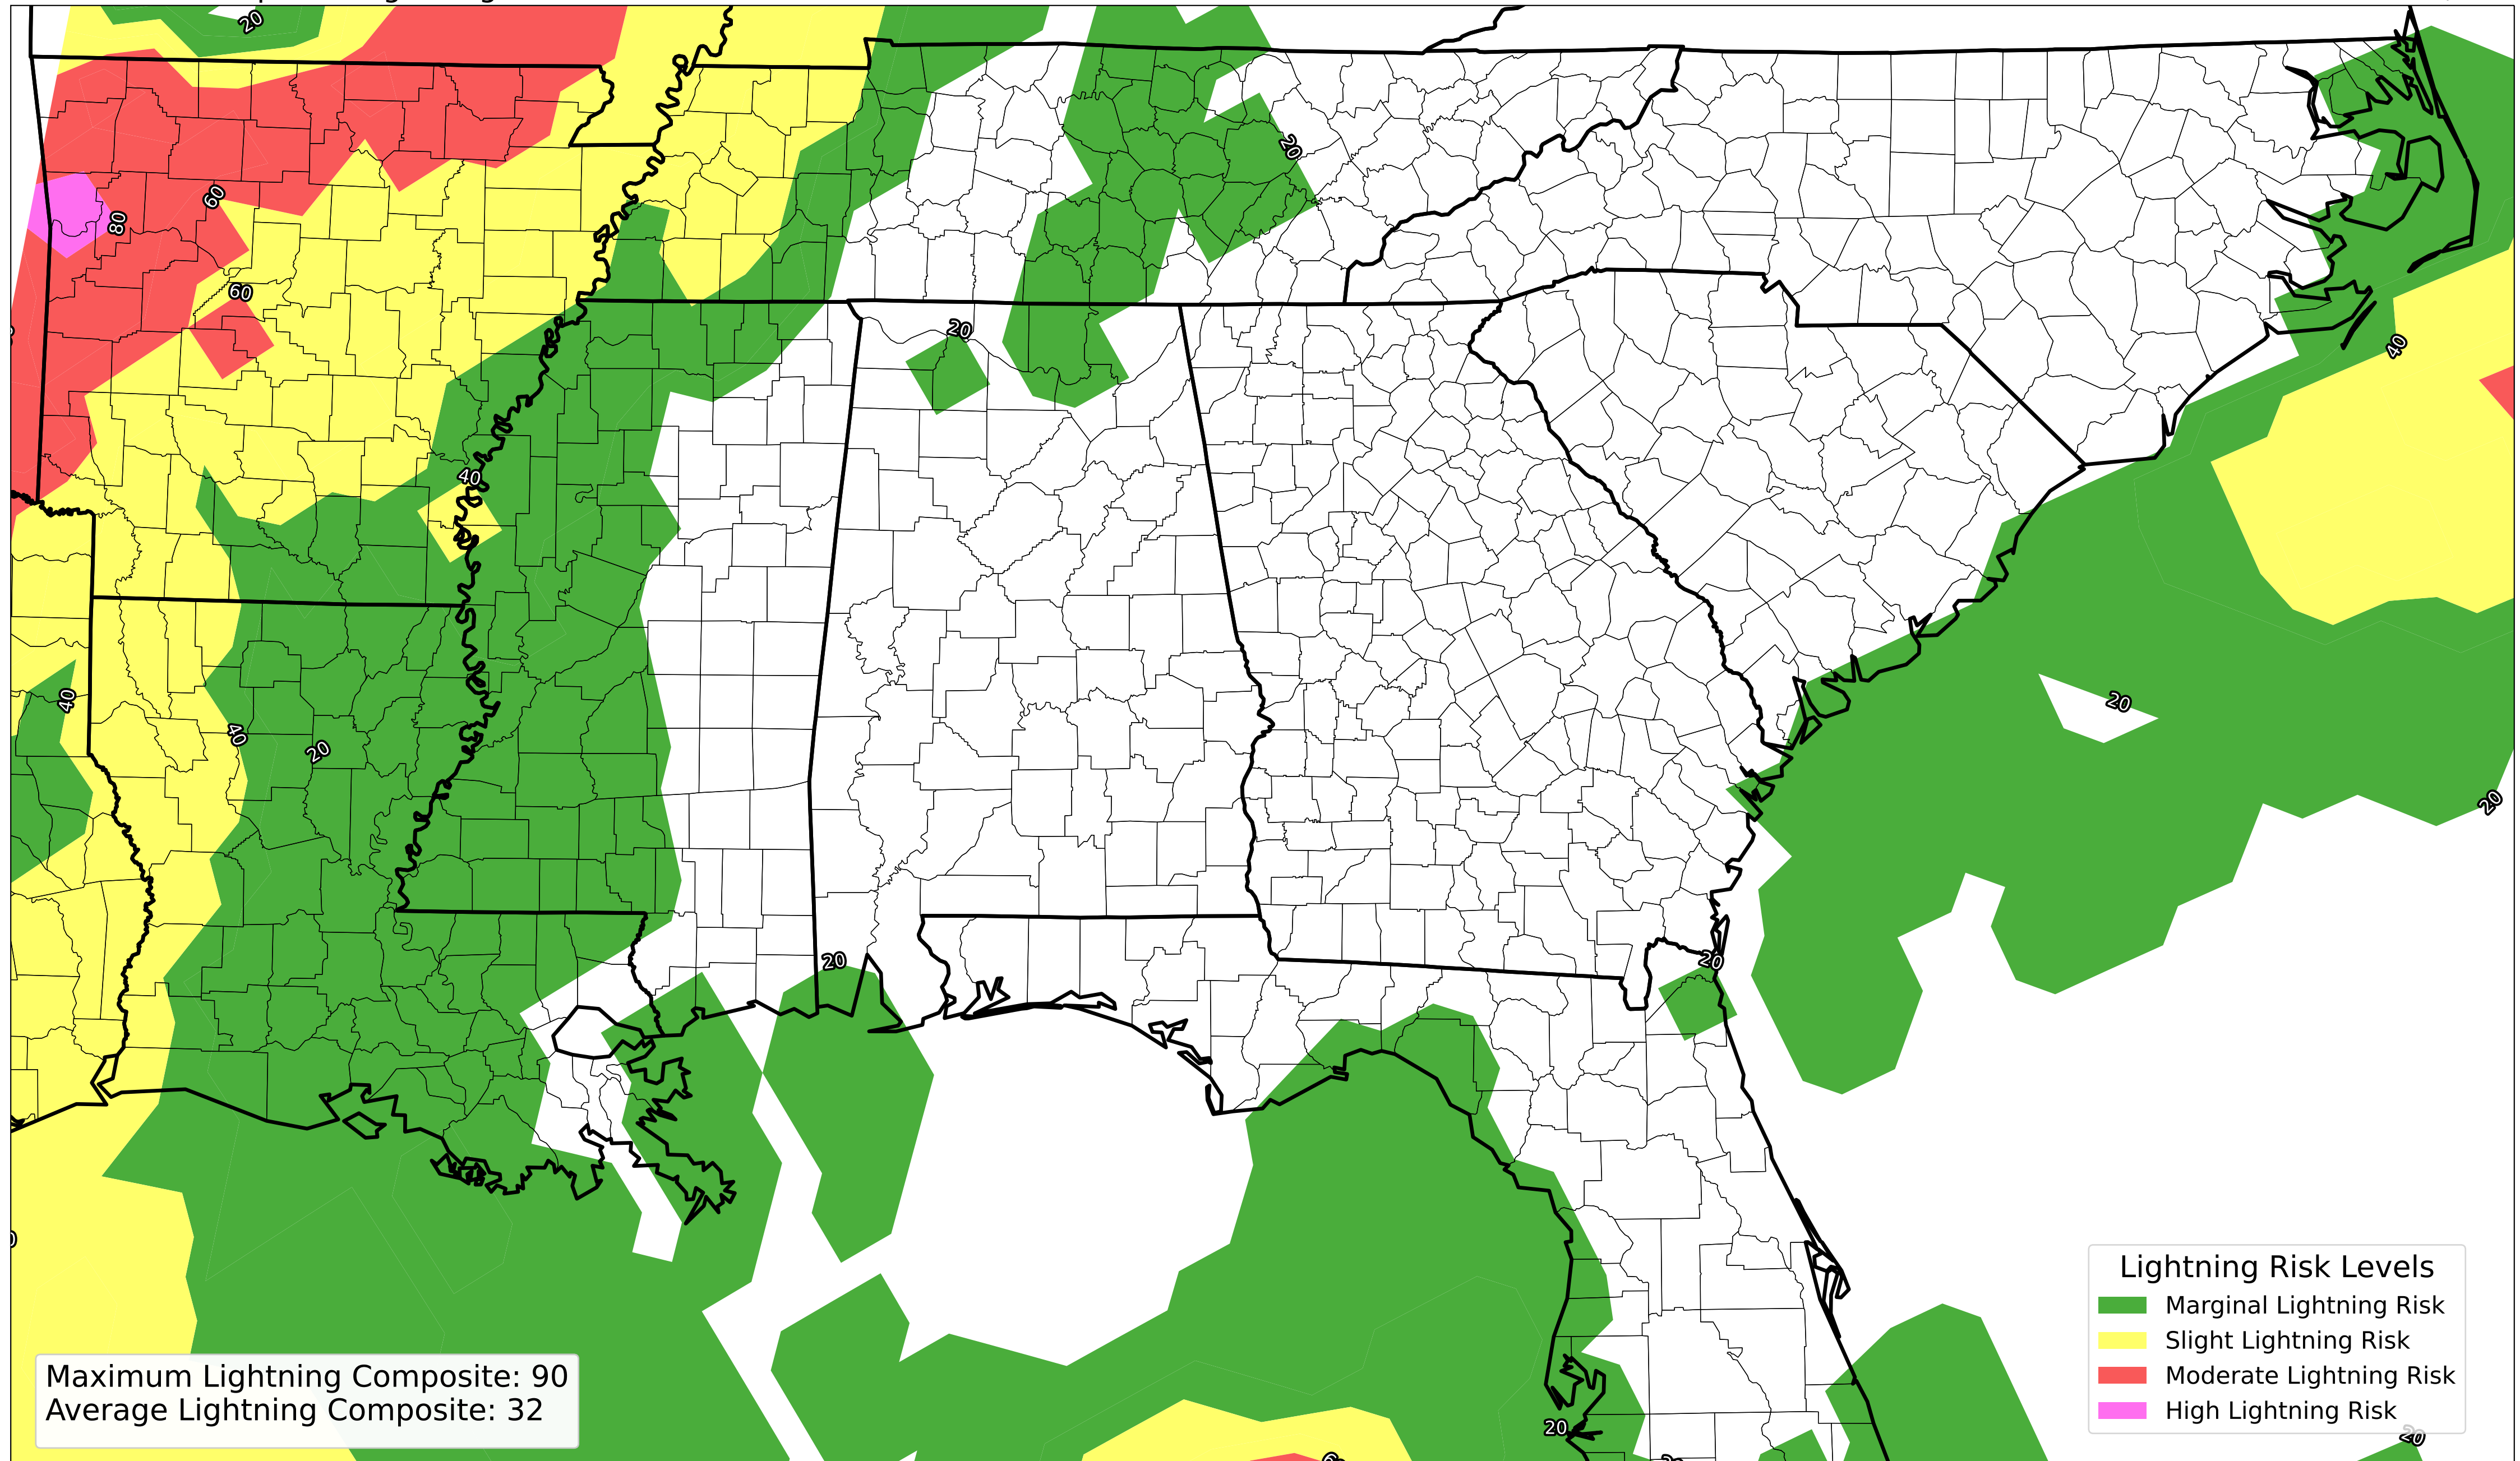 20
20
60
80
60
20
40
40
40
40
20
20
20
20
20
20
Lightning Risk Levels
Marginal Lightning Risk
Slight Lightning Risk
Moderate Lightning Risk
High Lightning Risk
Maximum Lightning Composite: 90
Average Lightning Composite: 32
20
20